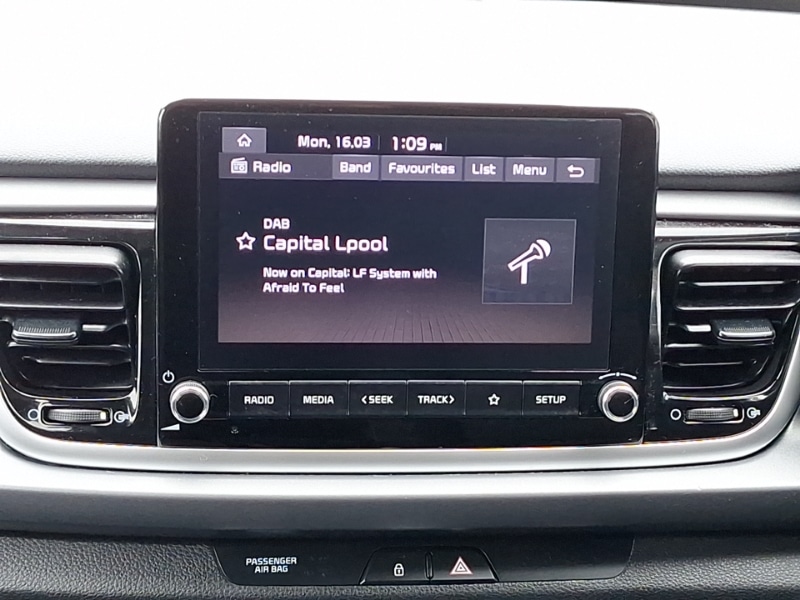 Mon, 16.03 1:09 PM
Radio Band Favourites List Menu
DAB
Capital Lpool
Now on Capital: LF System with
Afraid To Feel
RADIO MEDIA <SEEK TRACK> SETUP
PASSENGER
AIR BAG